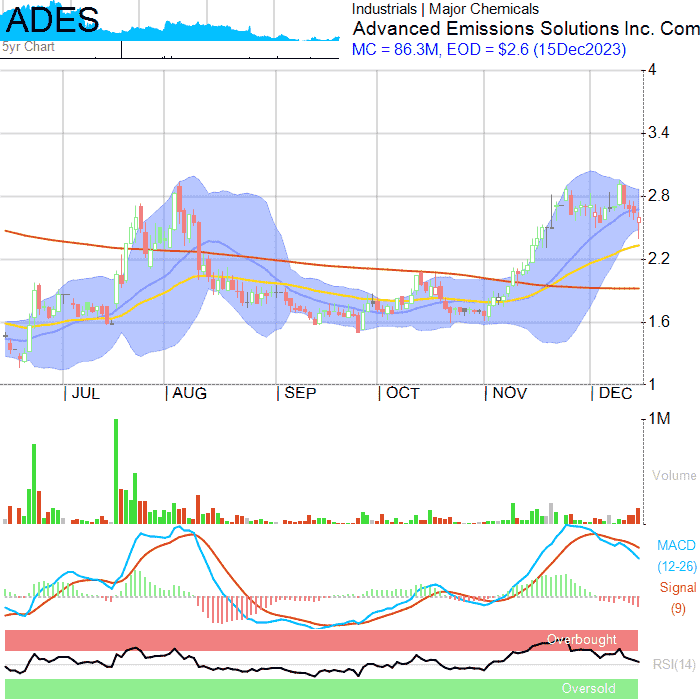 ADES
5yr Chart
Industrials | Major Chemicals
Advanced Emissions Solutions Inc. Com
MC = 86.3M, EOD = $2.6 (15Dec2023)
4
3.4
2.8
2.2
1.6
1
| JUL | AUG | SEP | OCT | NOV | DEC
1M
Volume
MACD
(12-26)
Signal
(9)
Overbought
RSI(14)
Oversold